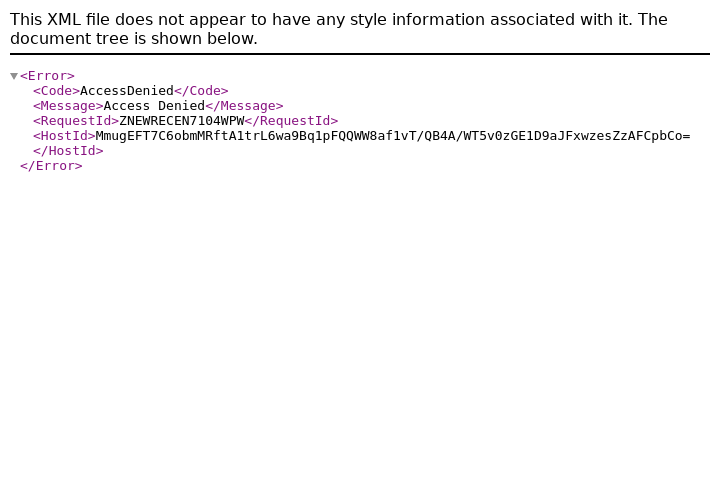 This XML file does not appear to have any style information associated with it. The
document tree is shown below.
<Error>
<Code>AccessDenied</Code>
<Message>Access Denied</Message>
<RequestId>ZNEWRECEN7104WPW</RequestId>
<HostId>MmugEFT7C6obmMRftA1trL6wa9Bq1pFQQWW8af1vT/QB4A/WT5v0zGE1D9aJFxwzesZzAFCpbCo=
</HostId>
</Error>